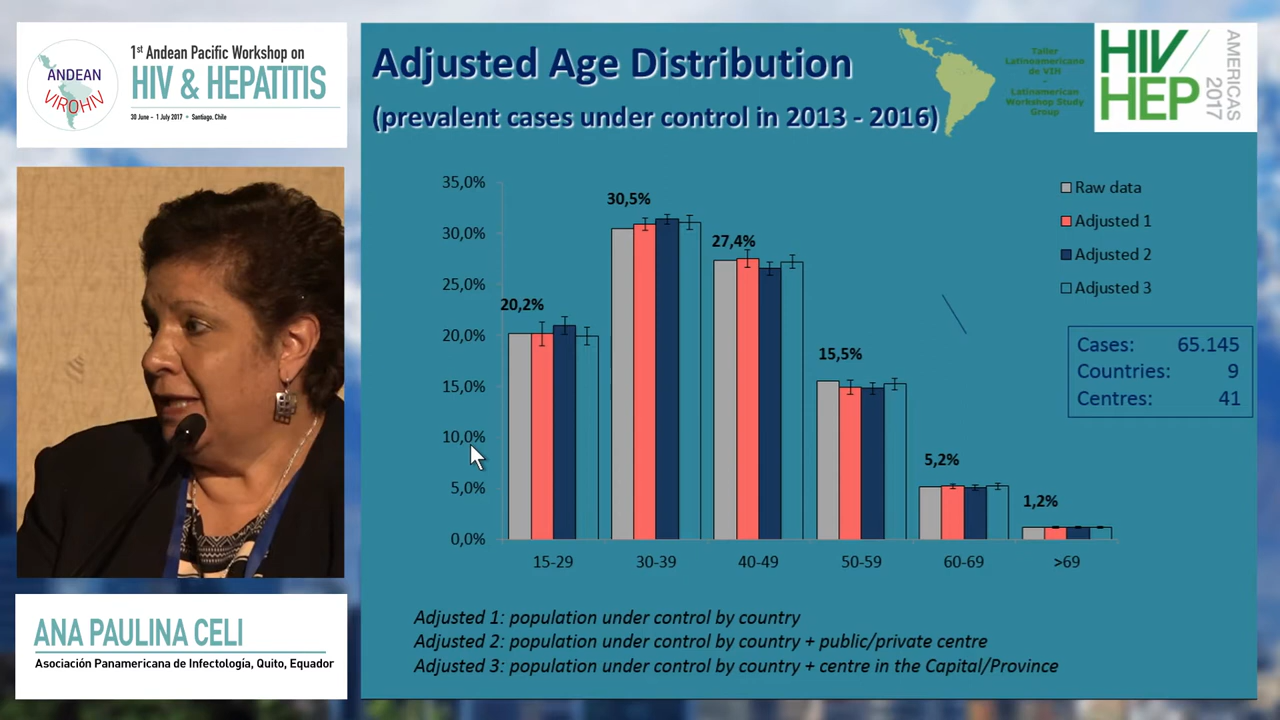 1st Andean Pacific Workshop on
HIV & HEPATITIS
30 June - 1 July 2017 • Santiago, Chile
ANDEAN
VIROHIV
Adjusted Age Distribution
(prevalent cases under control in 2013 - 2016)
Taller
Latinoamericano
de VIH
-
Latinamerican
Workshop Study
Group
HIV/
HEP
AMERICAS
2017
35,0%
30,0%
25,0%
20,0%
15,0%
10,0%
5,0%
0,0%
20,2%
30,5%
27,4%
15,5%
5,2%
1,2%
15-29
30-39
40-49
50-59
60-69
>69
Raw data
Adjusted 1
Adjusted 2
Adjusted 3
Cases: 65.145
Countries: 9
Centres: 41
Adjusted 1: population under control by country
Adjusted 2: population under control by country + public/private centre
Adjusted 3: population under control by country + centre in the Capital/Province
ANA PAULINA CELI
Asociación Panamericana de Infectología, Quito, Equador